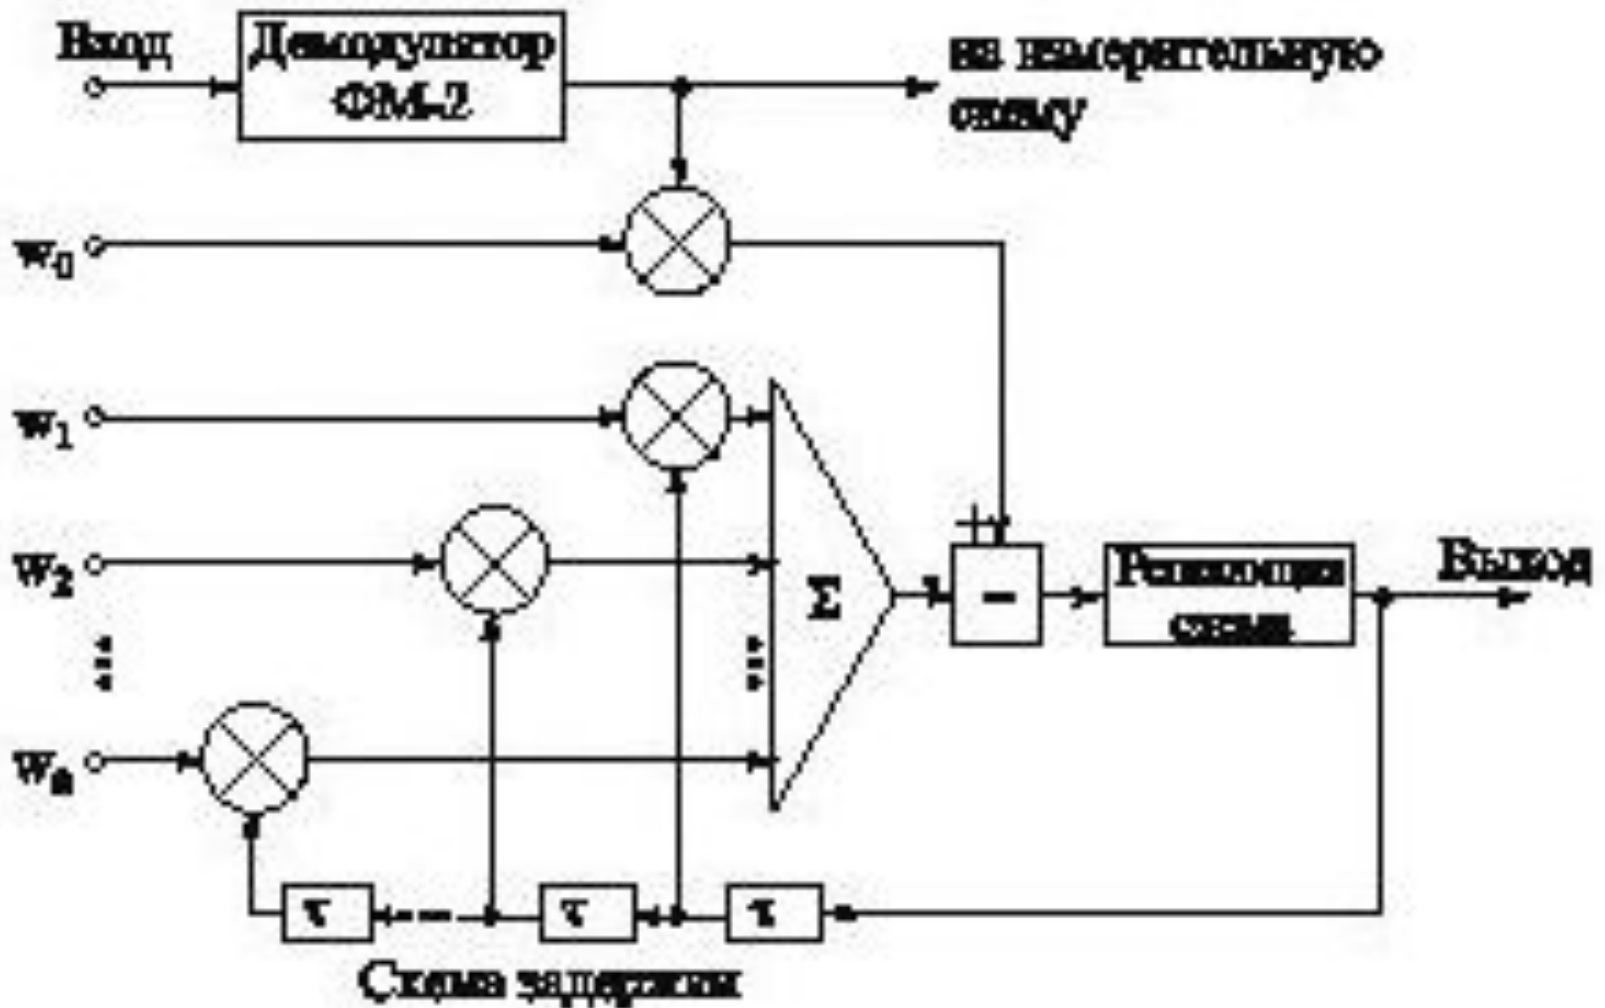 Вход
Демодулятор
ФМ-2
на измерительную
схему
w0
w1
w2
...
wn
Σ
+
-
Решающая
схема
Выход
τ
---
τ
τ
Схема задержки